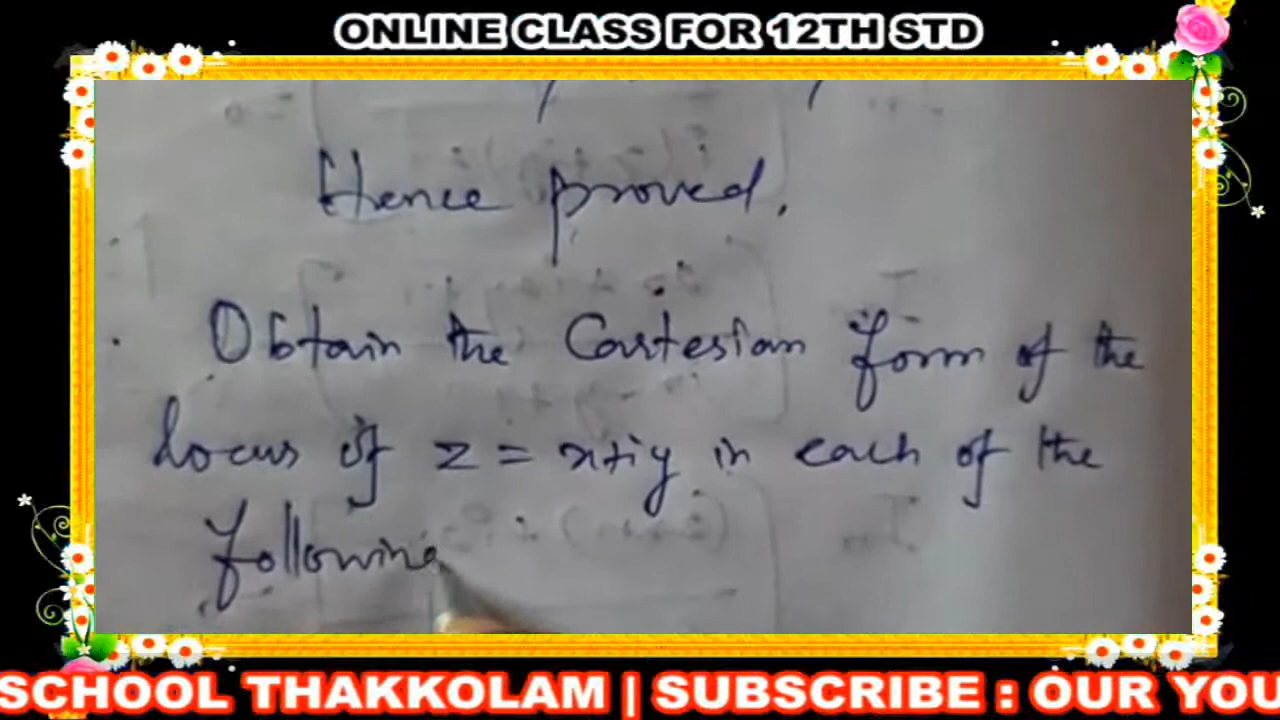 ONLINE CLASS FOR 12TH STD
Hence proved.
Obtain the Cartesian form of the
locus of z = x+iy in each of the
following
SCHOOL THAKKOLAM | SUBSCRIBE : OUR YOU